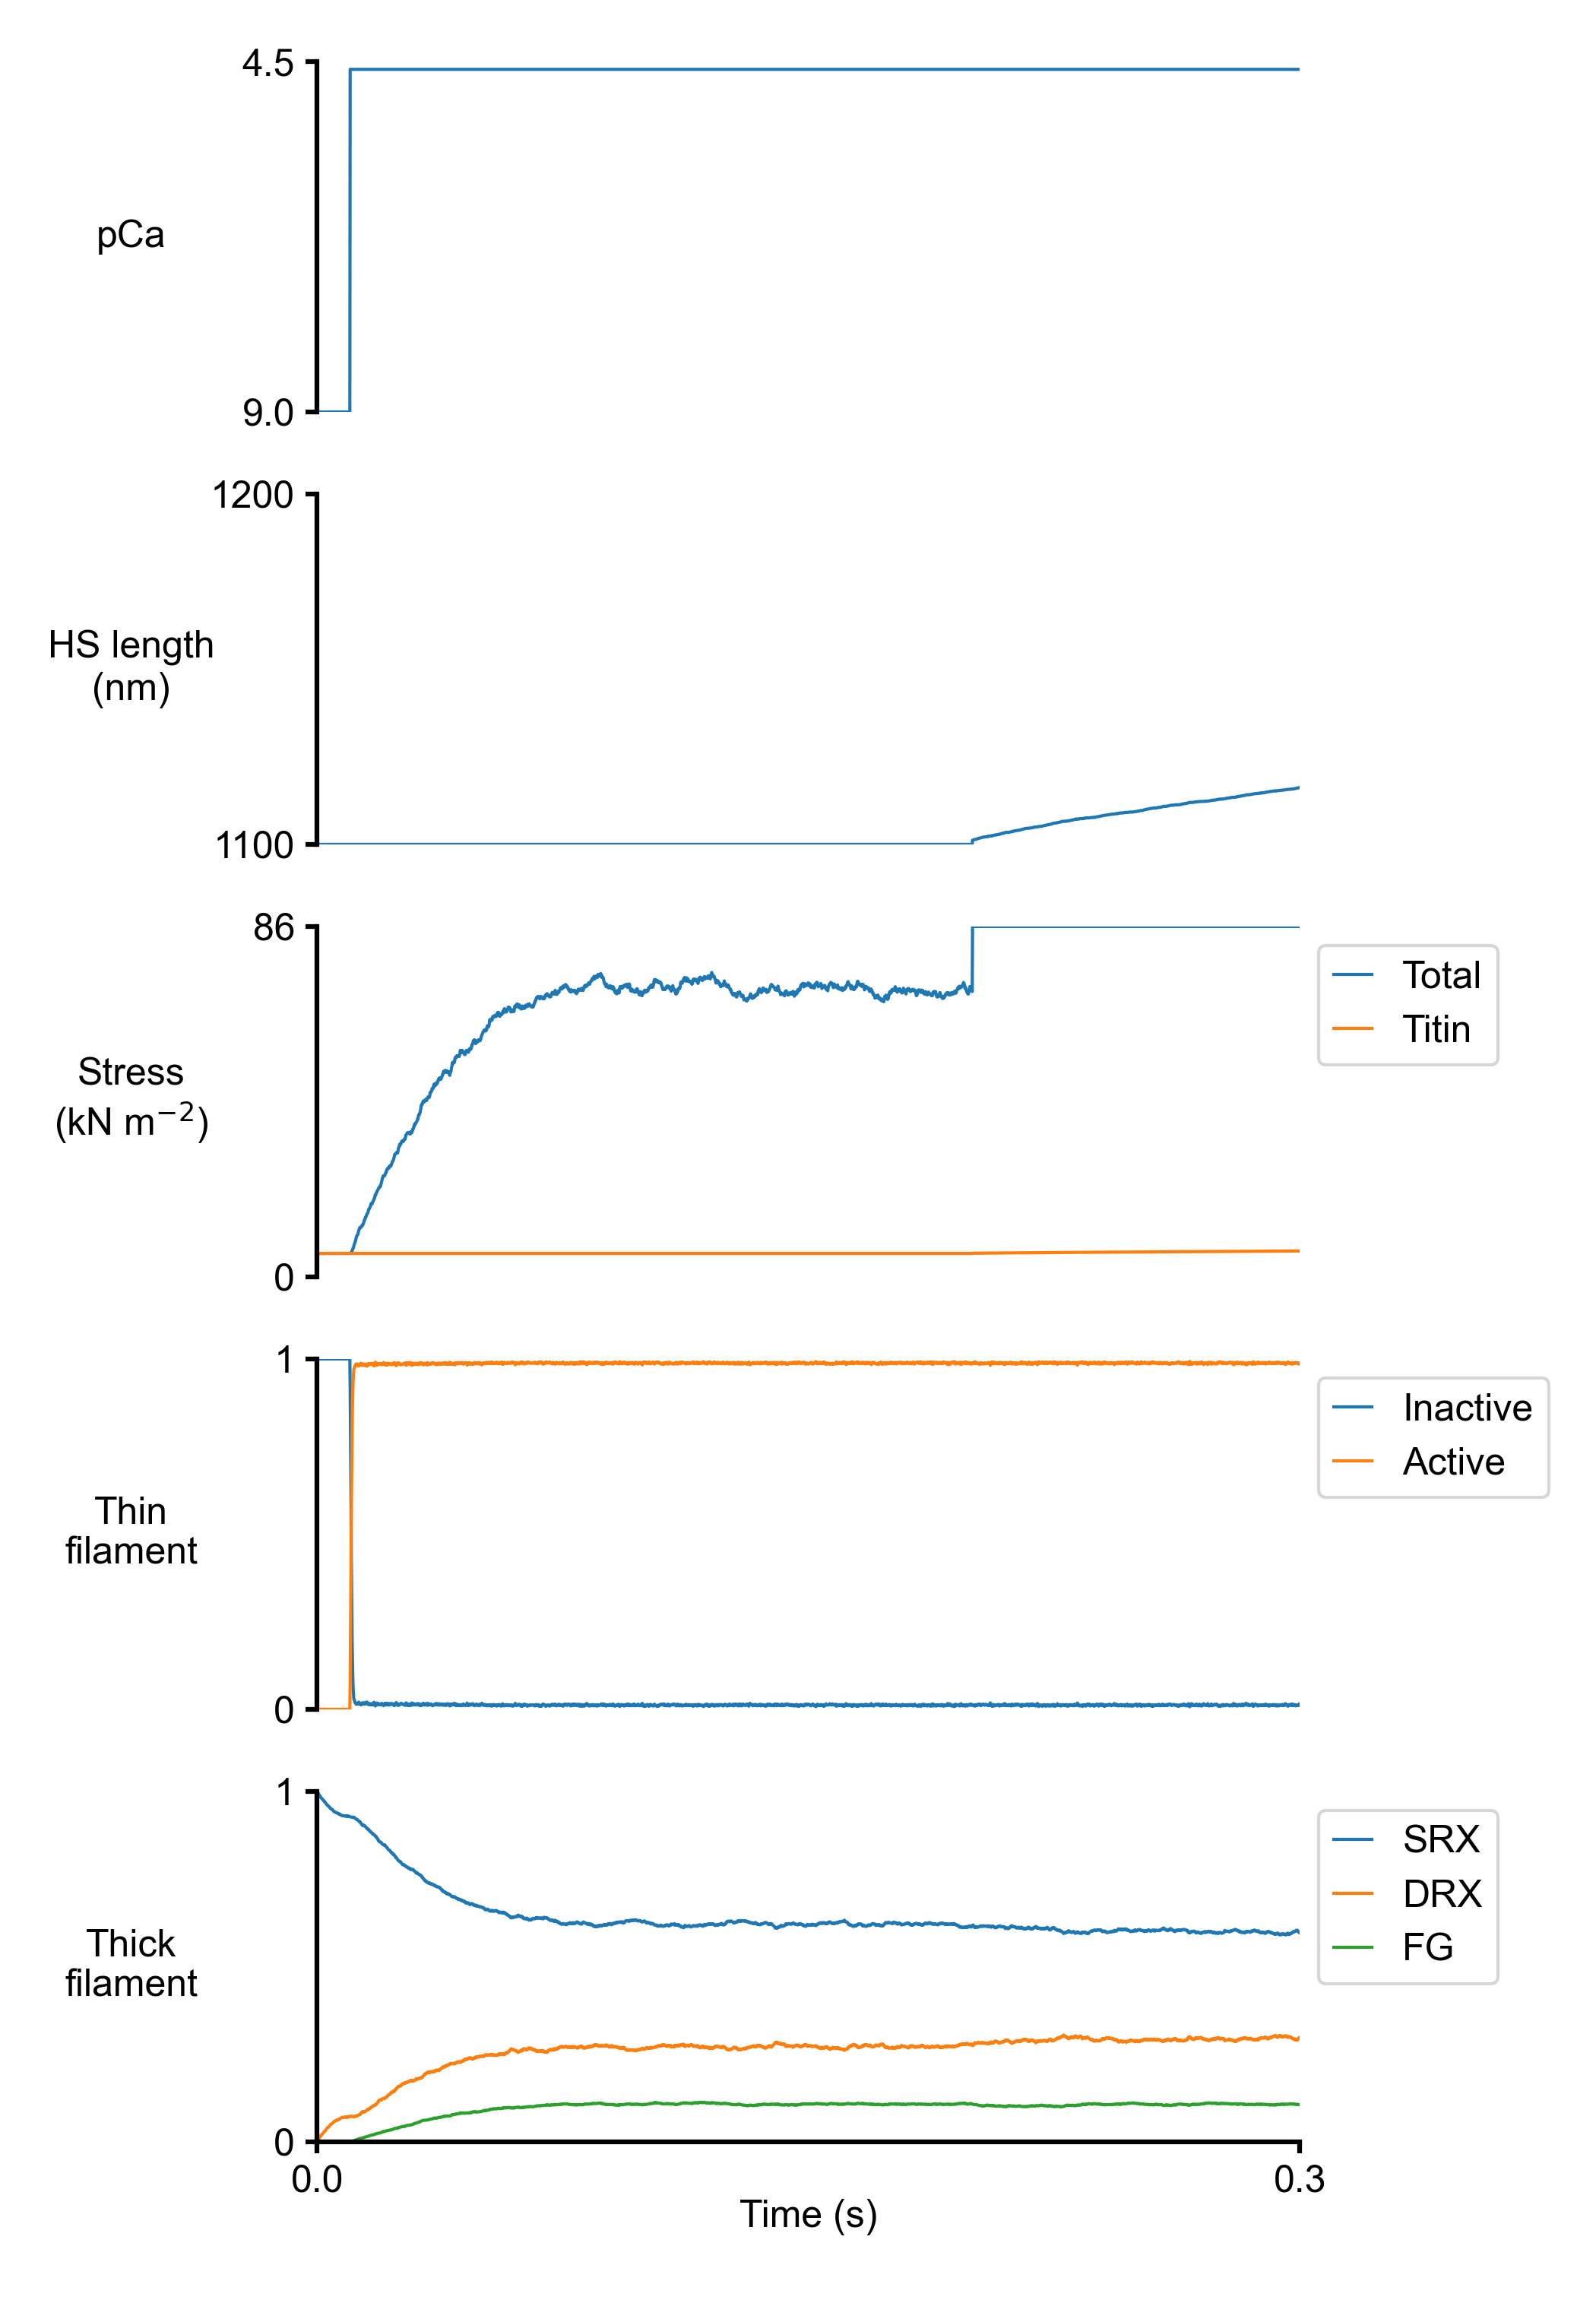 4.5
pCa
9.0
1200
HS length
(nm)
1100
86
Total
Titin
Stress
(kN m⁻²)
0
1
Inactive
Active
Thin
filament
0
1
SRX
DRX
FG
Thick
filament
0
0.0
0.3
Time (s)